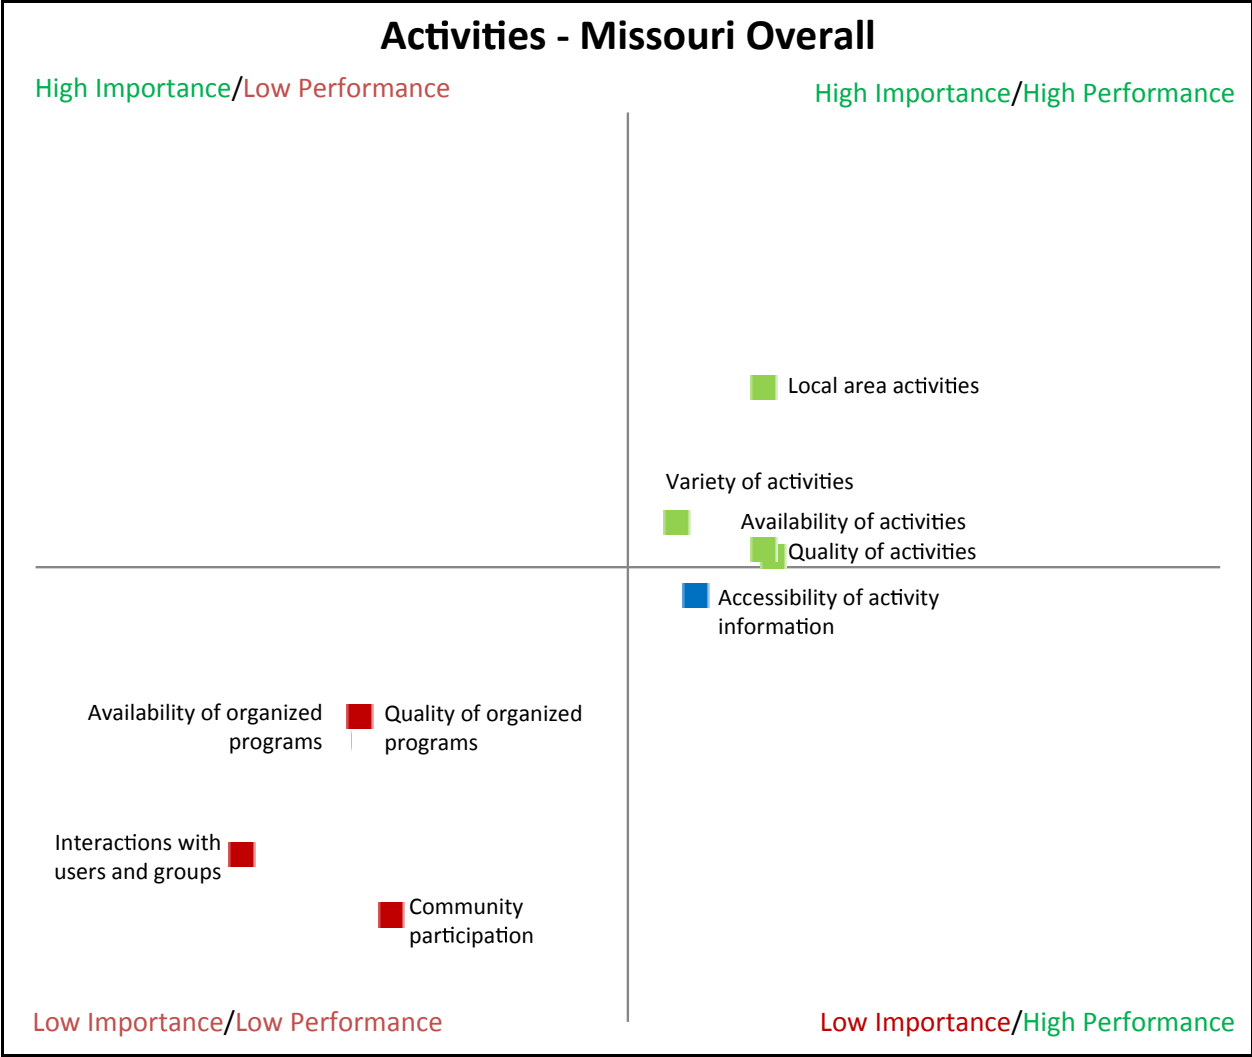 Activities - Missouri Overall
High Importance/Low Performance
High Importance/High Performance
Local area activities
Variety of activities
Availability of activities
Quality of activities
Accessibility of activity
information
Availability of organized
programs
Quality of organized
programs
Interactions with
users and groups
Community
participation
Low Importance/Low Performance
Low Importance/High Performance